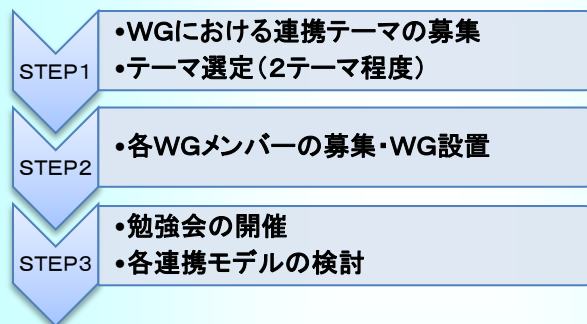 STEP1
•WGにおける連携テーマの募集
•テーマ選定(2テーマ程度)
STEP2
•各WGメンバーの募集・WG設置
STEP3
•勉強会の開催
•各連携モデルの検討